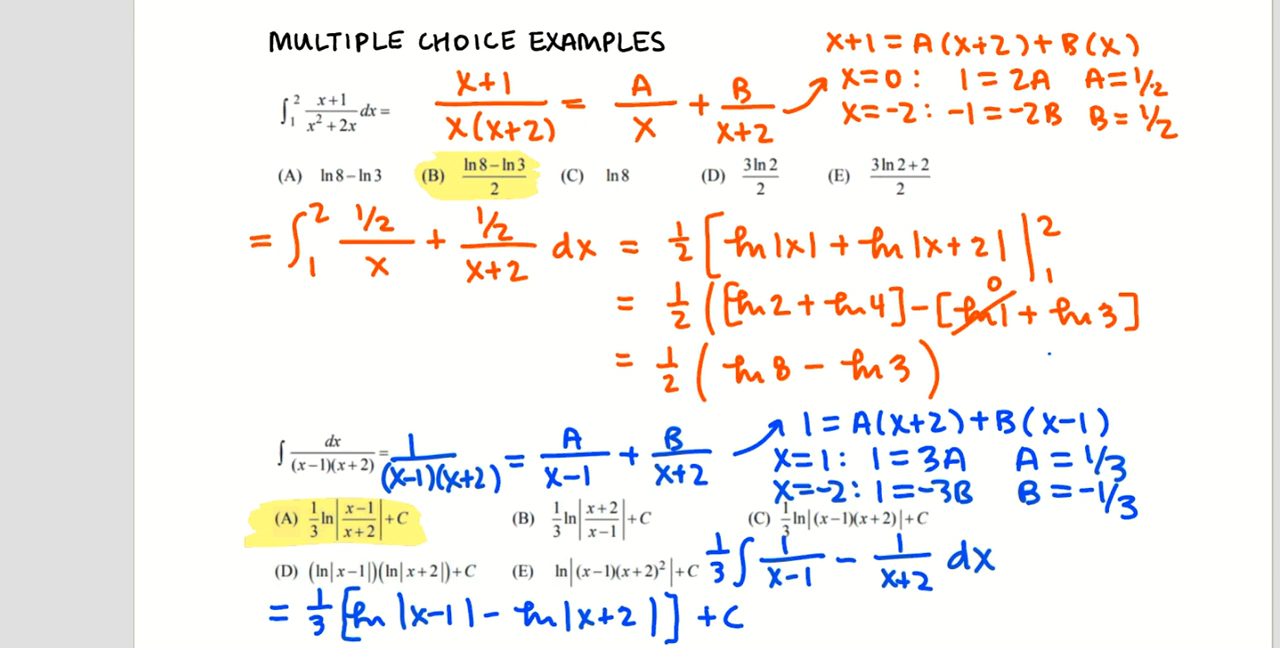 MULTIPLE CHOICE EXAMPLES
∫₁² (x+1)/(x²+2x) dx =
(x+1)/(x(x+2)) = A/x + B/(x+2)
x+1 = A(x+2)+B(x)
x=0: 1=2A A=1/2
x=-2: -1=-2B B=1/2
(A) ln8−ln3 (B) (ln8−ln3)/2 (C) ln8 (D) 3ln2/2 (E) (3ln2+2)/2
= ∫₁² (1/2)/x + (1/2)/(x+2) dx = 1/2 [ln|x|+ln|x+2|]|₁²
= 1/2 ([ln2+ln4]-[ln1 0 + ln3]
= 1/2 (ln8 - ln3)
∫ dx/((x−1)(x+2)) = 1/((x-1)(x+2)) = A/(x-1) + B/(x+2)
1=A(x+2)+B(x-1)
x=1: 1=3A A=1/3
x=-2: 1=-3B B=-1/3
(A) 1/3 ln|(x−1)/(x+2)|+C (B) 1/3 ln|(x+2)/(x−1)|+C (C) 1/3 ln|(x−1)(x+2)|+C
(D) (ln|x−1|)(ln|x+2|)+C (E) ln|(x−1)(x+2)²|+C
1/3 ∫ 1/(x-1) - 1/(x+2) dx
= 1/3 [ln|x-1|-ln|x+2|] +C